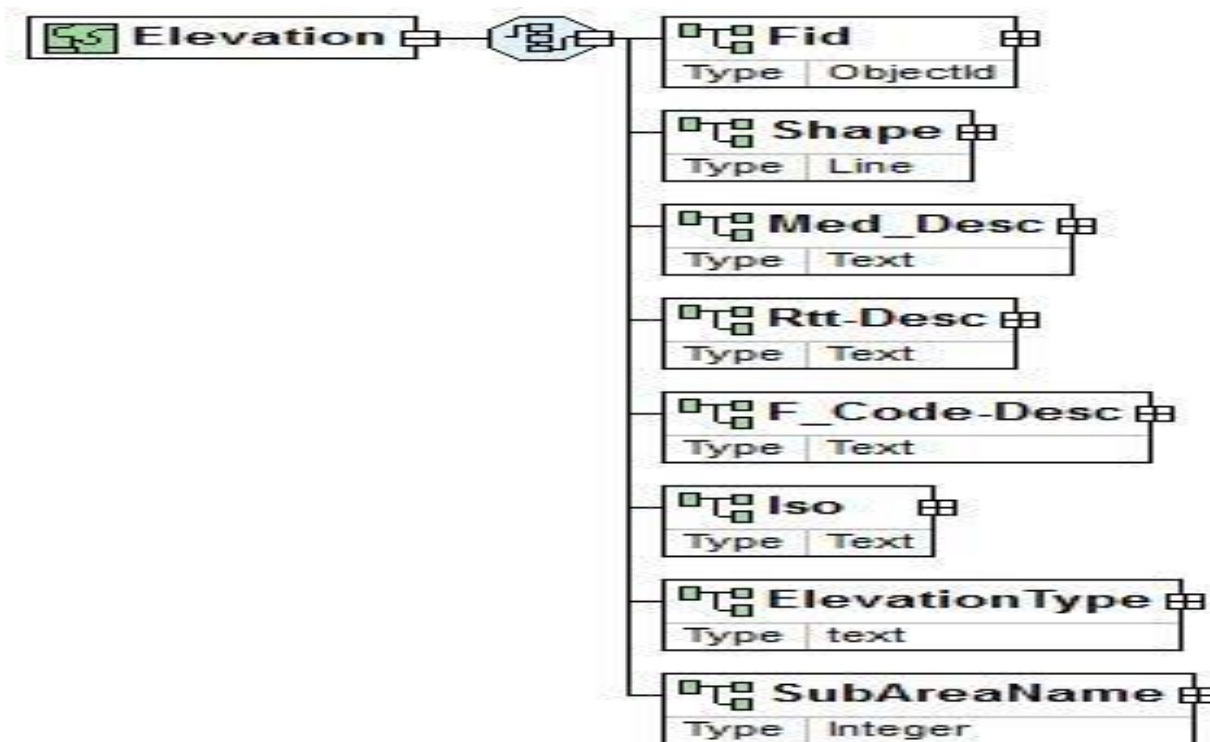 Elevation
Fid
Type ObjectId
Shape
Type Line
Med_Desc
Type Text
Rtt-Desc
Type Text
F_Code-Desc
Type Text
Iso
Type Text
ElevationType
Type text
SubAreaName
Type Integer